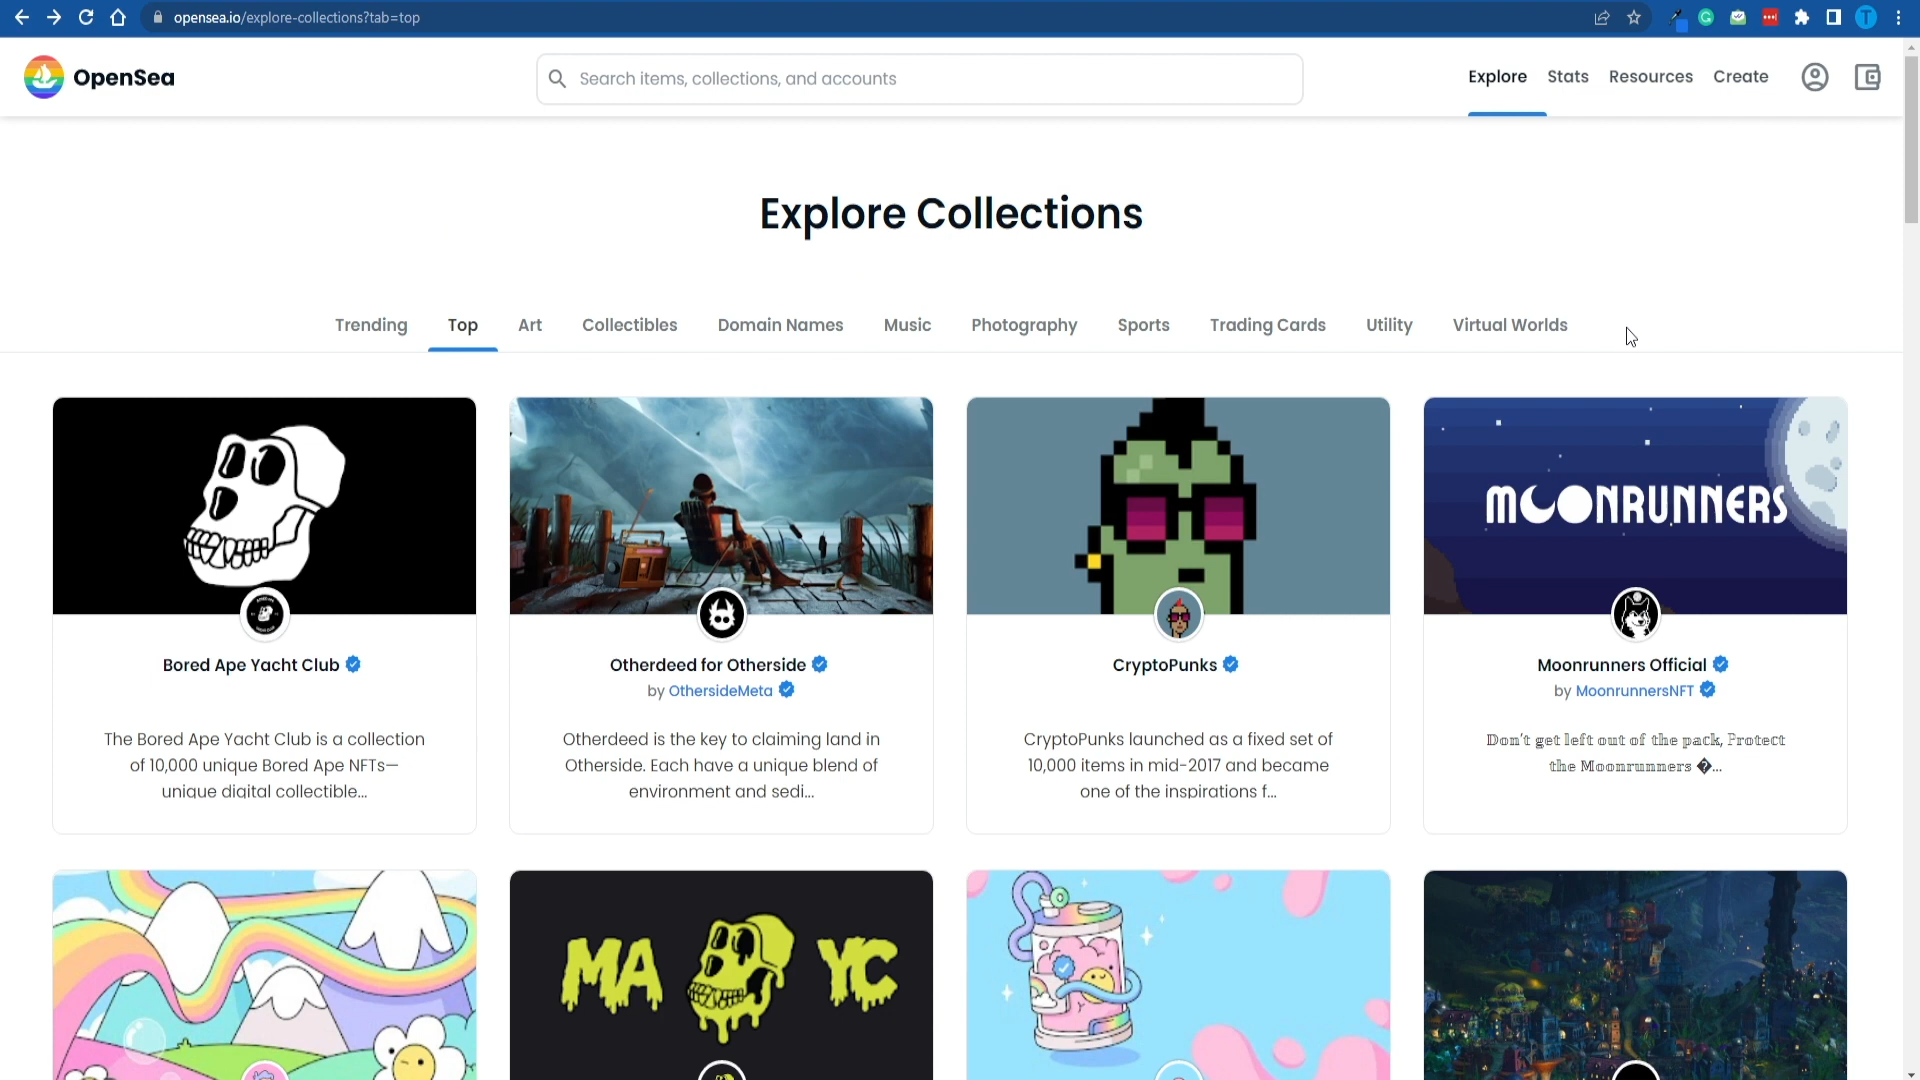 opensea.io/explore-collections?tab=top
T
OpenSea
Search items, collections, and accounts
Explore Stats Resources Create
Explore Collections
Trending Top Art Collectibles Domain Names Music Photography Sports Trading Cards Utility Virtual Worlds
MOONRUNNERS
Bored Ape Yacht Club
The Bored Ape Yacht Club is a collection
of 10,000 unique Bored Ape NFTs—
unique digital collectible...
Otherdeed for Otherside
by OthersideMeta
Otherdeed is the key to claiming land in
Otherside. Each have a unique blend of
environment and sedi...
CryptoPunks
CryptoPunks launched as a fixed set of
10,000 items in mid-2017 and became
one of the inspirations f...
Moonrunners Official
by MoonrunnersNFT
𝔻𝕠𝕟'𝕥 𝕘𝕖𝕥 𝕝𝕖𝕗𝕥 𝕠𝕦𝕥 𝕠𝕗 𝕥𝕙𝕖 𝕡𝕒𝕔𝕜, ℙ𝕣𝕠𝕥𝕖𝕔𝕥
𝕥𝕙𝕖 𝕄𝕠𝕠𝕟𝕣𝕦𝕟𝕟𝕖𝕣𝕤 �...
MA YC